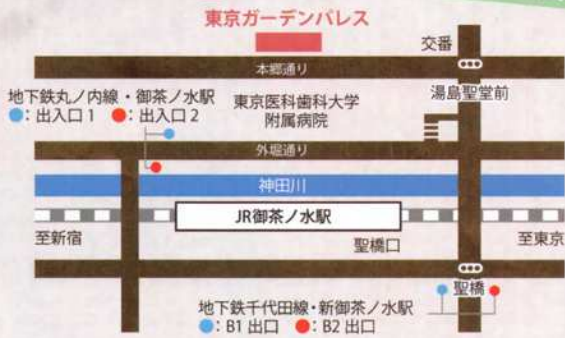 東京ガーデンパレス
交番
本郷通り
湯島聖堂前
地下鉄丸ノ内線・御茶ノ水駅
●：出入口1 ●：出入口2
東京医科歯科大学
附属病院
外堀通り
神田川
JR御茶ノ水駅
至新宿
聖橋口
至東京
聖橋
地下鉄千代田線・新御茶ノ水駅
●：B1 出口 ●：B2 出口